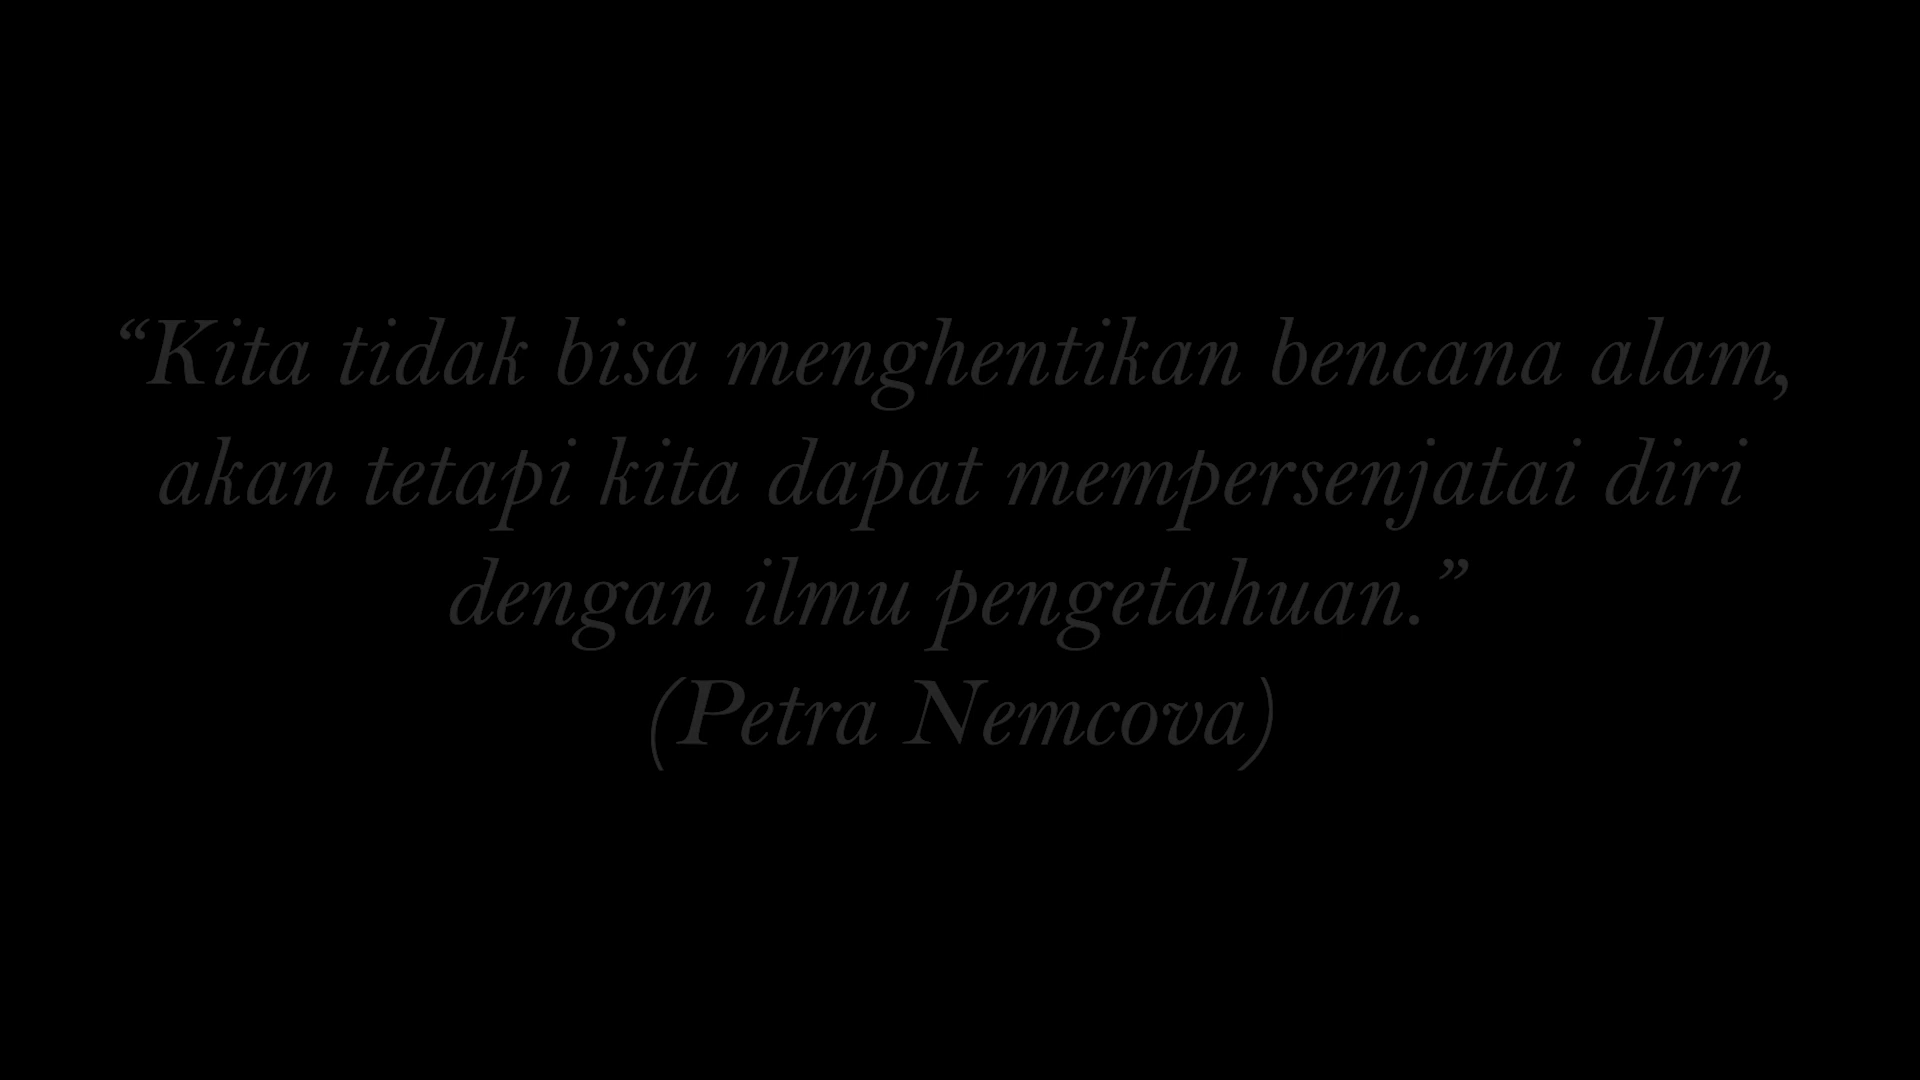 “Kita tidak bisa menghentikan bencana alam,
akan tetapi kita dapat mempersenjatai diri
dengan ilmu pengetahuan.”
(Petra Nemcova)